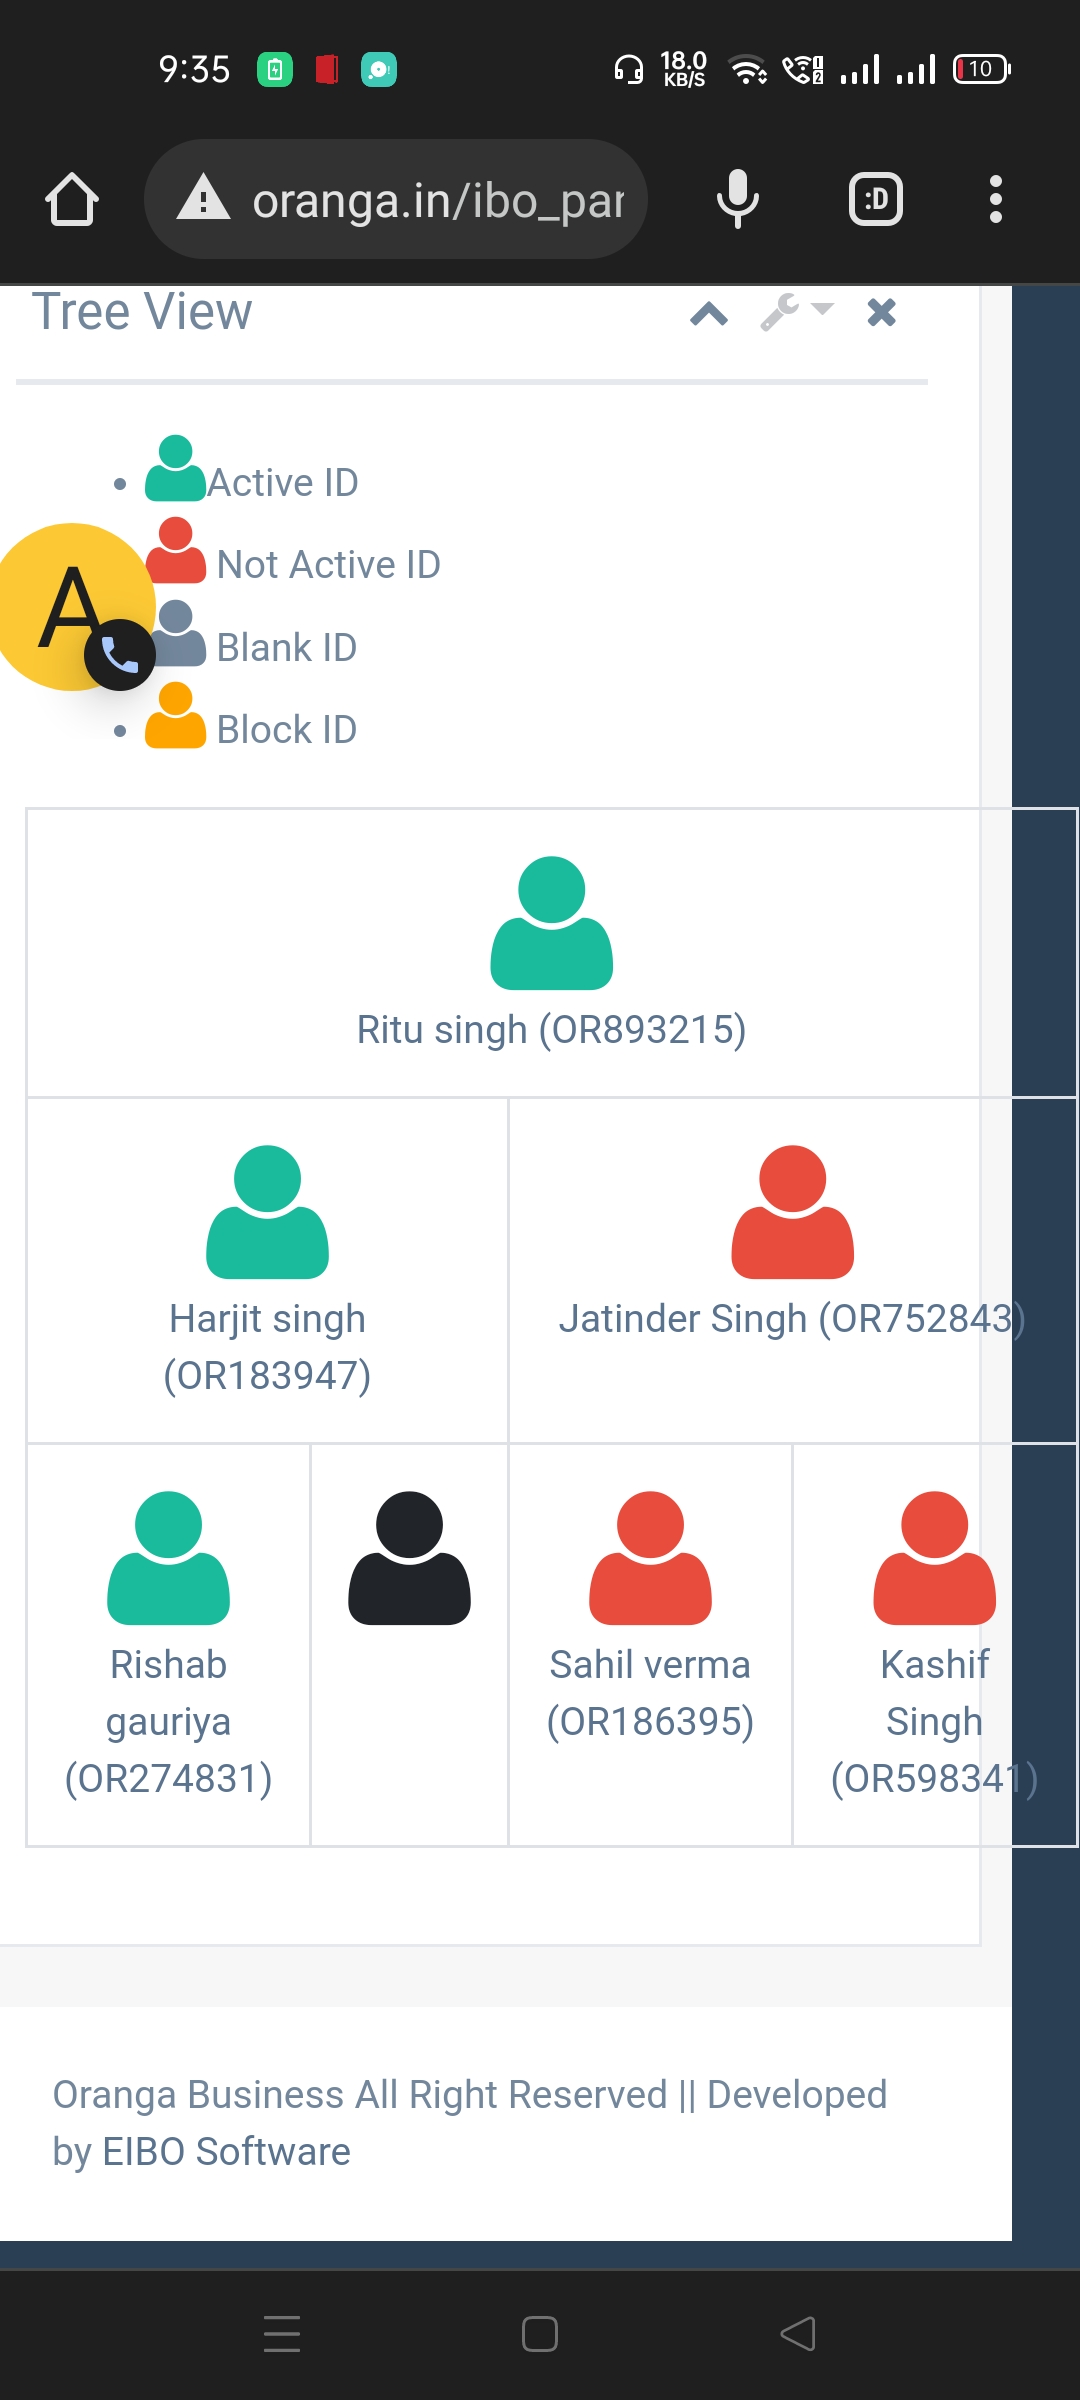 9:35
18.0
KB/S
1
2
10
oranga.in/ibo_par
:D
Tree View
Active ID
Not Active ID
A
Blank ID
Block ID
Ritu singh (OR893215)
Harjit singh
(OR183947)
Jatinder Singh (OR752843)
Rishab
gauriya
(OR274831)
Sahil verma
(OR186395)
Kashif
Singh
(OR598341)
Oranga Business All Right Reserved || Developed
by EIBO Software